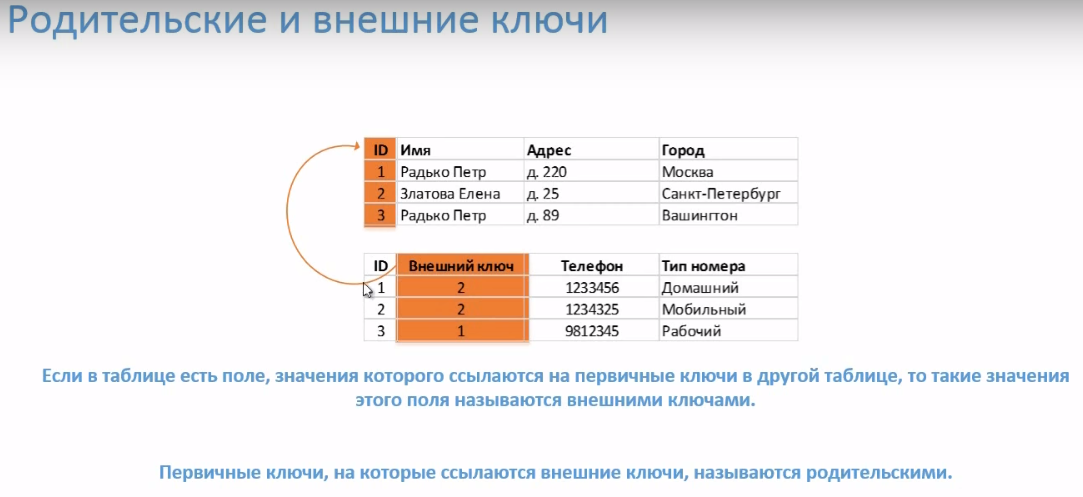 Родительские и внешние ключи
ID Имя Адрес Город
1 Радько Петр д. 220 Москва
2 Златова Елена д. 25 Санкт-Петербург
3 Радько Петр д. 89 Вашингтон
ID Внешний ключ Телефон Тип номера
1 2 1233456 Домашний
2 2 1234325 Мобильный
3 1 9812345 Рабочий
Если в таблице есть поле, значения которого ссылаются на первичные ключи в другой таблице, то такие значения
этого поля называются внешними ключами.
Первичные ключи, на которые ссылаются внешние ключи, называются родительскими.